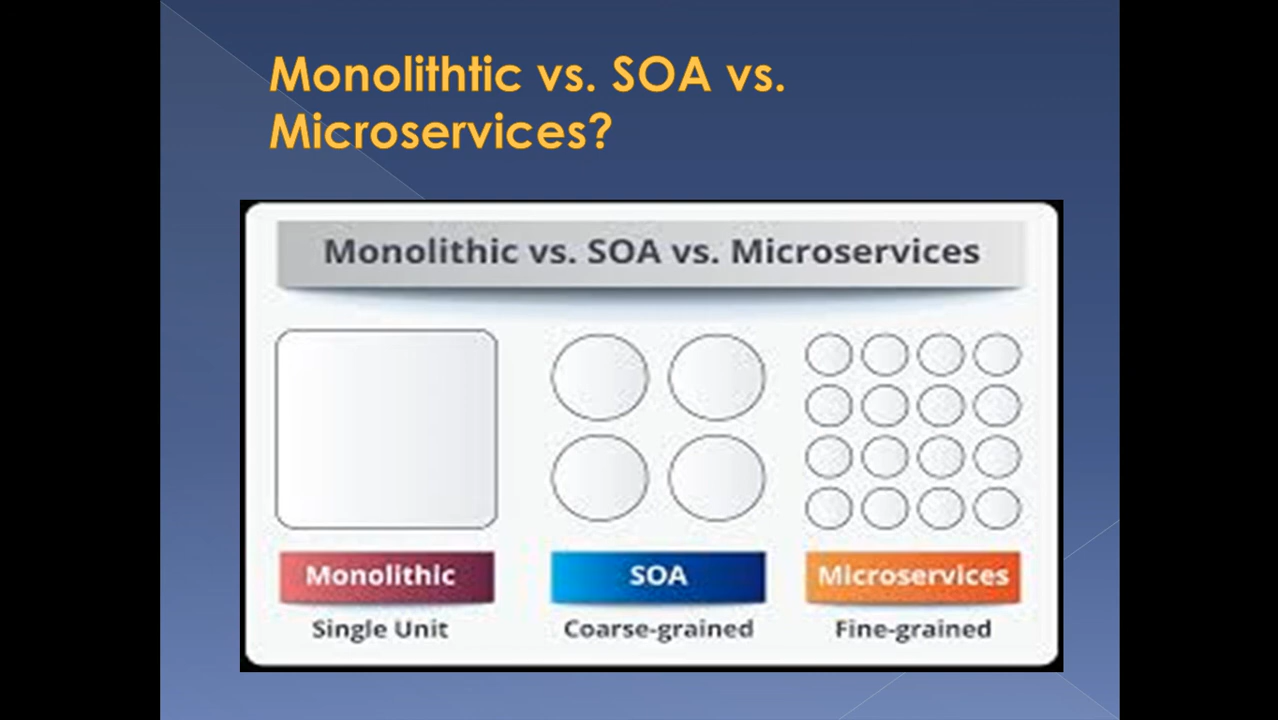 Monolithtic vs. SOA vs.
Microservices?
Monolithic vs. SOA vs. Microservices
Monolithic
SOA
Microservices
Single Unit
Coarse-grained
Fine-grained